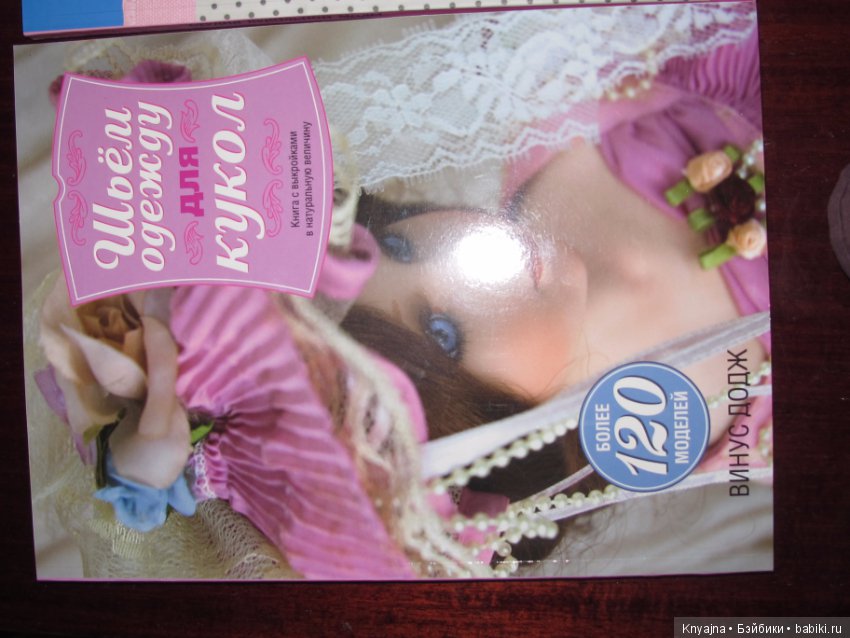 Шьём
одежду
для
кукол
Книга с выкройками
в натуральную величину
БОЛЕЕ
120
МОДЕЛЕЙ
ВИНУС ДОДЖ
Knyajna • Бэйбики • babiki.ru